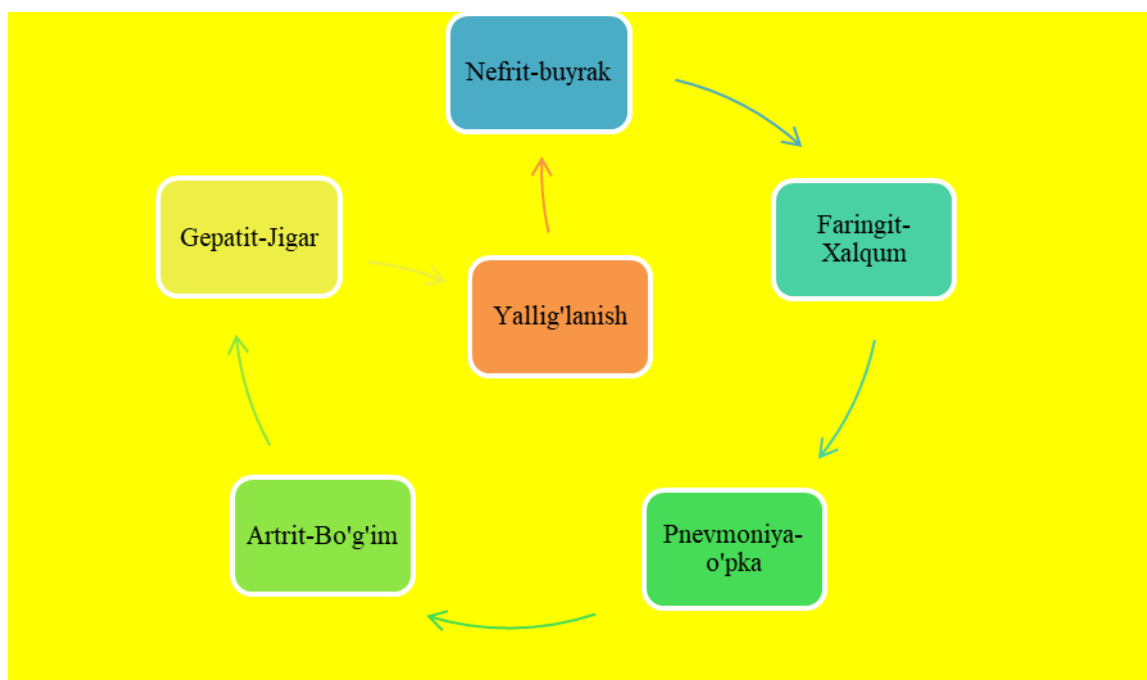 Nefrit-buyrak
Faringit-
Xalqum
Gepatit-Jigar
Yallig'lanish
Pnevmoniya-
o'pka
Artrit-Bo'g'im